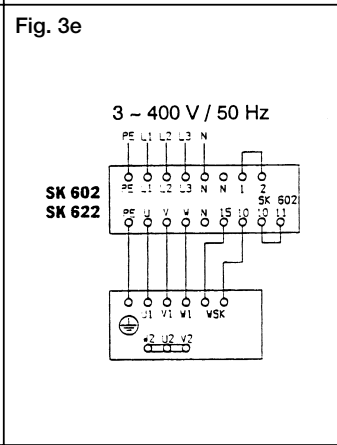 Fig. 3e
3 ~ 400 V / 50 Hz
PE L1 L2 L3 N
PE L1 L2 L3 N N 1 2
SK 602
SK 602
SK 622
PE U V W N 15 10 10 11
U1 V1 W1 WSK
W2 U2 V2